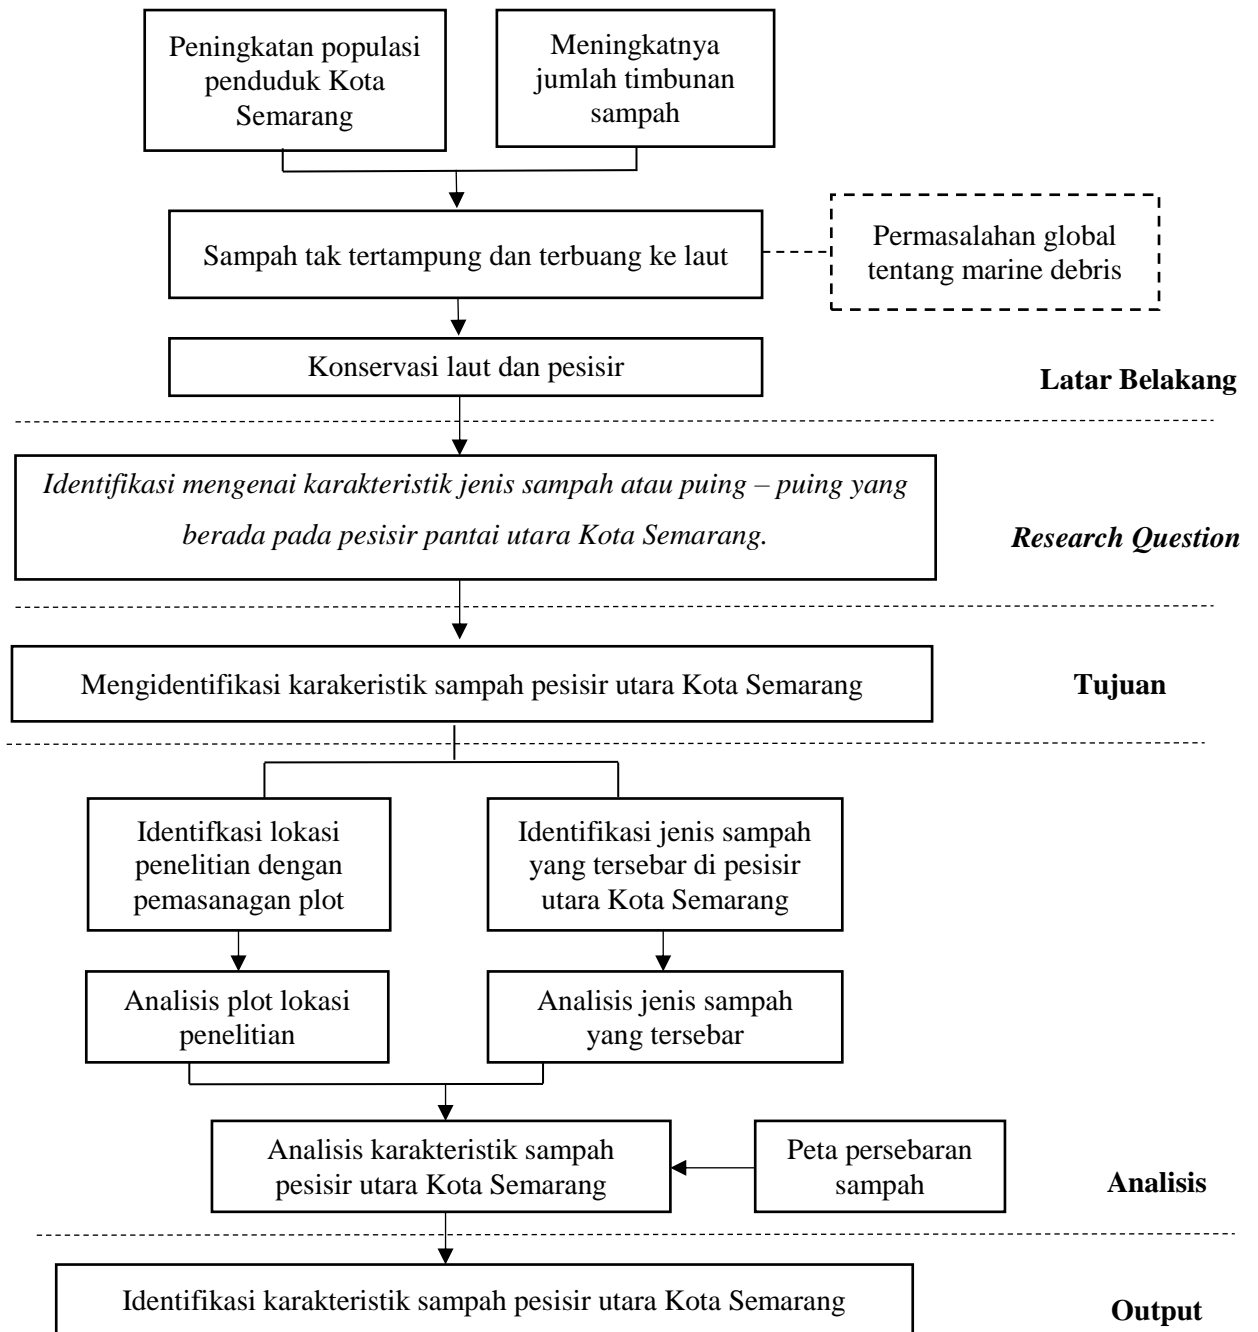 Peningkatan populasi
penduduk Kota
Semarang
Meningkatnya
jumlah timbunan
sampah
Sampah tak tertampung dan terbuang ke laut
Permasalahan global
tentang marine debris
Konservasi laut dan pesisir
Latar Belakang
Identifikasi mengenai karakteristik jenis sampah atau puing – puing yang
berada pada pesisir pantai utara Kota Semarang.
Research Question
Mengidentifikasi karakeristik sampah pesisir utara Kota Semarang
Tujuan
Identifkasi lokasi
penelitian dengan
pemasanagan plot
Identifikasi jenis sampah
yang tersebar di pesisir
utara Kota Semarang
Analisis plot lokasi
penelitian
Analisis jenis sampah
yang tersebar
Analisis karakteristik sampah
pesisir utara Kota Semarang
Peta persebaran
sampah
Analisis
Identifikasi karakteristik sampah pesisir utara Kota Semarang
Output